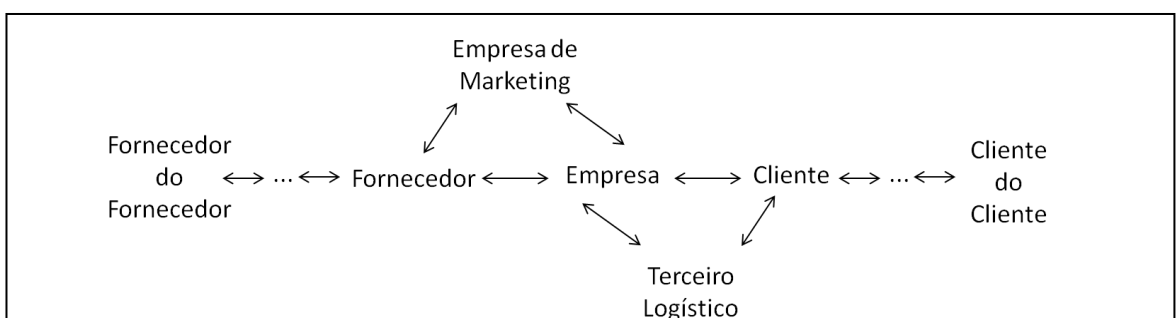 Empresa de
Marketing
Fornecedor
do
Fornecedor
...
Fornecedor
Empresa
Cliente
...
Cliente
do
Cliente
Terceiro
Logístico